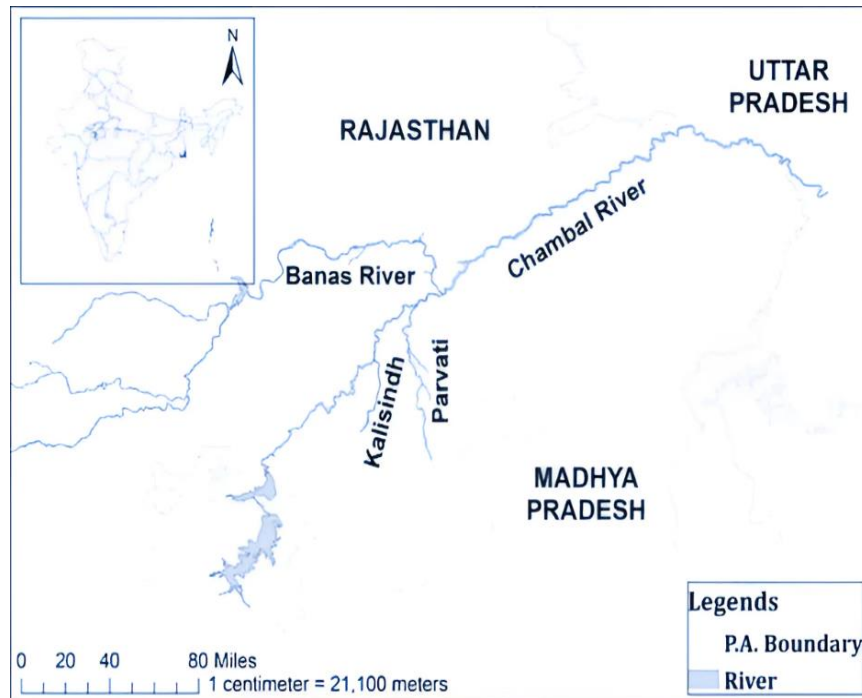 N
UTTAR
PRADESH
RAJASTHAN
Chambal River
Banas River
Kalisindh
Parvati
MADHYA
PRADESH
Legends
P.A. Boundary
River
0 20 40 80 Miles
1 centimeter = 21,100 meters